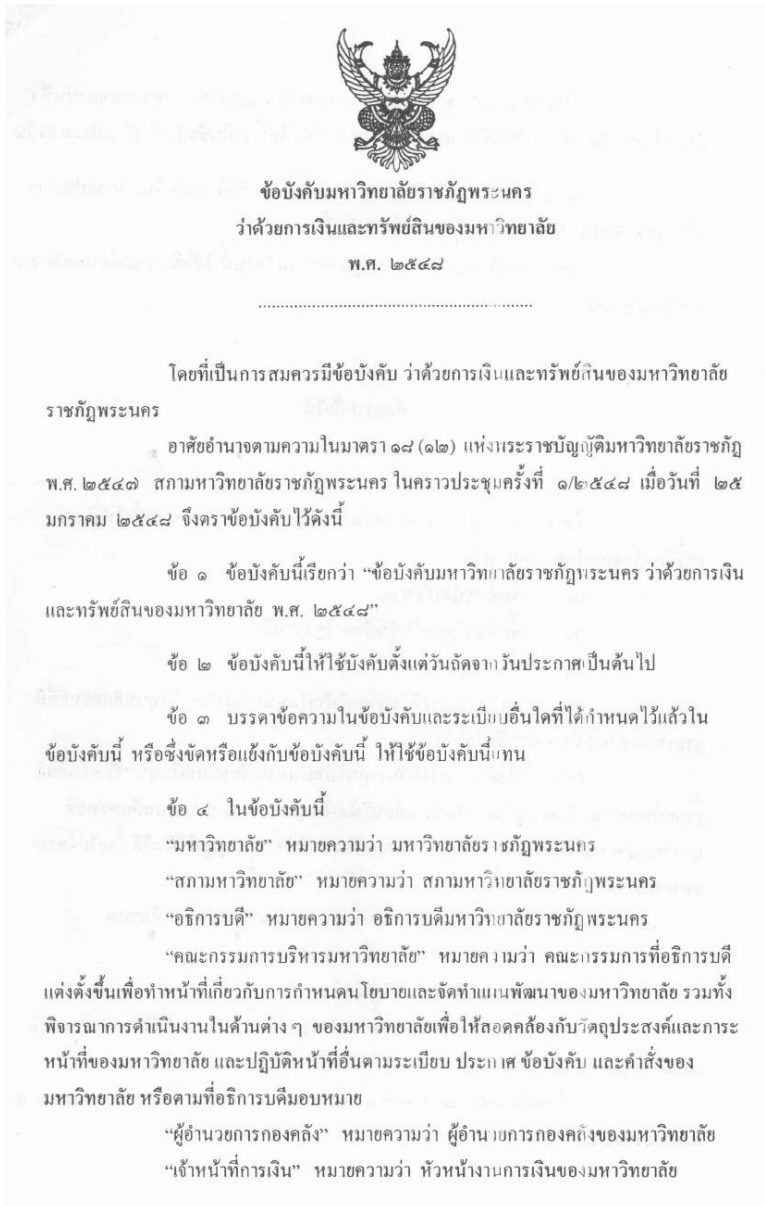 ข้อบังคับมหาวิทยาลัยราชภัฏพระนคร
ว่าด้วยการเงินและทรัพย์สินของมหาวิทยาลัย
พ.ศ. ๒๕๔๘
โดยที่เป็นการสมควรมีข้อบังคับ ว่าด้วยการเงินและทรัพย์สินของมหาวิทยาลัย
ราชภัฏพระนคร
อาศัยอำนาจตามความในมาตรา ๑๘ (๑๒) แห่งพระราชบัญญัติมหาวิทยาลัยราชภัฏ
พ.ศ. ๒๕๔๗ สภามหาวิทยาลัยราชภัฏพระนคร ในคราวประชุมครั้งที่ ๑/๒๕๔๘ เมื่อวันที่ ๒๕
มกราคม ๒๕๔๘ จึงตราข้อบังคับไว้ดังนี้
ข้อ ๑ ข้อบังคับนี้เรียกว่า “ข้อบังคับมหาวิทยาลัยราชภัฏพระนคร ว่าด้วยการเงิน
และทรัพย์สินของมหาวิทยาลัย พ.ศ. ๒๕๔๘”
ข้อ ๒ ข้อบังคับนี้ให้ใช้บังคับตั้งแต่วันถัดจากวันประกาศเป็นต้นไป
ข้อ ๓ บรรดาข้อความในข้อบังคับและระเบียบอื่นใดที่ได้กำหนดไว้แล้วใน
ข้อบังคับนี้ หรือซึ่งขัดหรือแย้งกับข้อบังคับนี้ ให้ใช้ข้อบังคับนี้แทน
ข้อ ๔ ในข้อบังคับนี้
“มหาวิทยาลัย” หมายความว่า มหาวิทยาลัยราชภัฏพระนคร
“สภามหาวิทยาลัย” หมายความว่า สภามหาวิทยาลัยราชภัฏพระนคร
“อธิการบดี” หมายความว่า อธิการบดีมหาวิทยาลัยราชภัฏพระนคร
“คณะกรรมการบริหารมหาวิทยาลัย” หมายความว่า คณะกรรมการที่อธิการบดี
แต่งตั้งขึ้นเพื่อทำหน้าที่เกี่ยวกับการกำหนดนโยบายและจัดทำแผนพัฒนาของมหาวิทยาลัย รวมทั้ง
พิจารณาการดำเนินงานในด้านต่าง ๆ ของมหาวิทยาลัยเพื่อให้สอดคล้องกับวัตถุประสงค์และภาระ
หน้าที่ของมหาวิทยาลัย และปฏิบัติหน้าที่อื่นตามระเบียบ ประกาศ ข้อบังคับ และคำสั่งของ
มหาวิทยาลัย หรือตามที่อธิการบดีมอบหมาย
“ผู้อำนวยการกองคลัง” หมายความว่า ผู้อำนวยการกองคลังของมหาวิทยาลัย
“เจ้าหน้าที่การเงิน” หมายความว่า หัวหน้างานการเงินของมหาวิทยาลัย